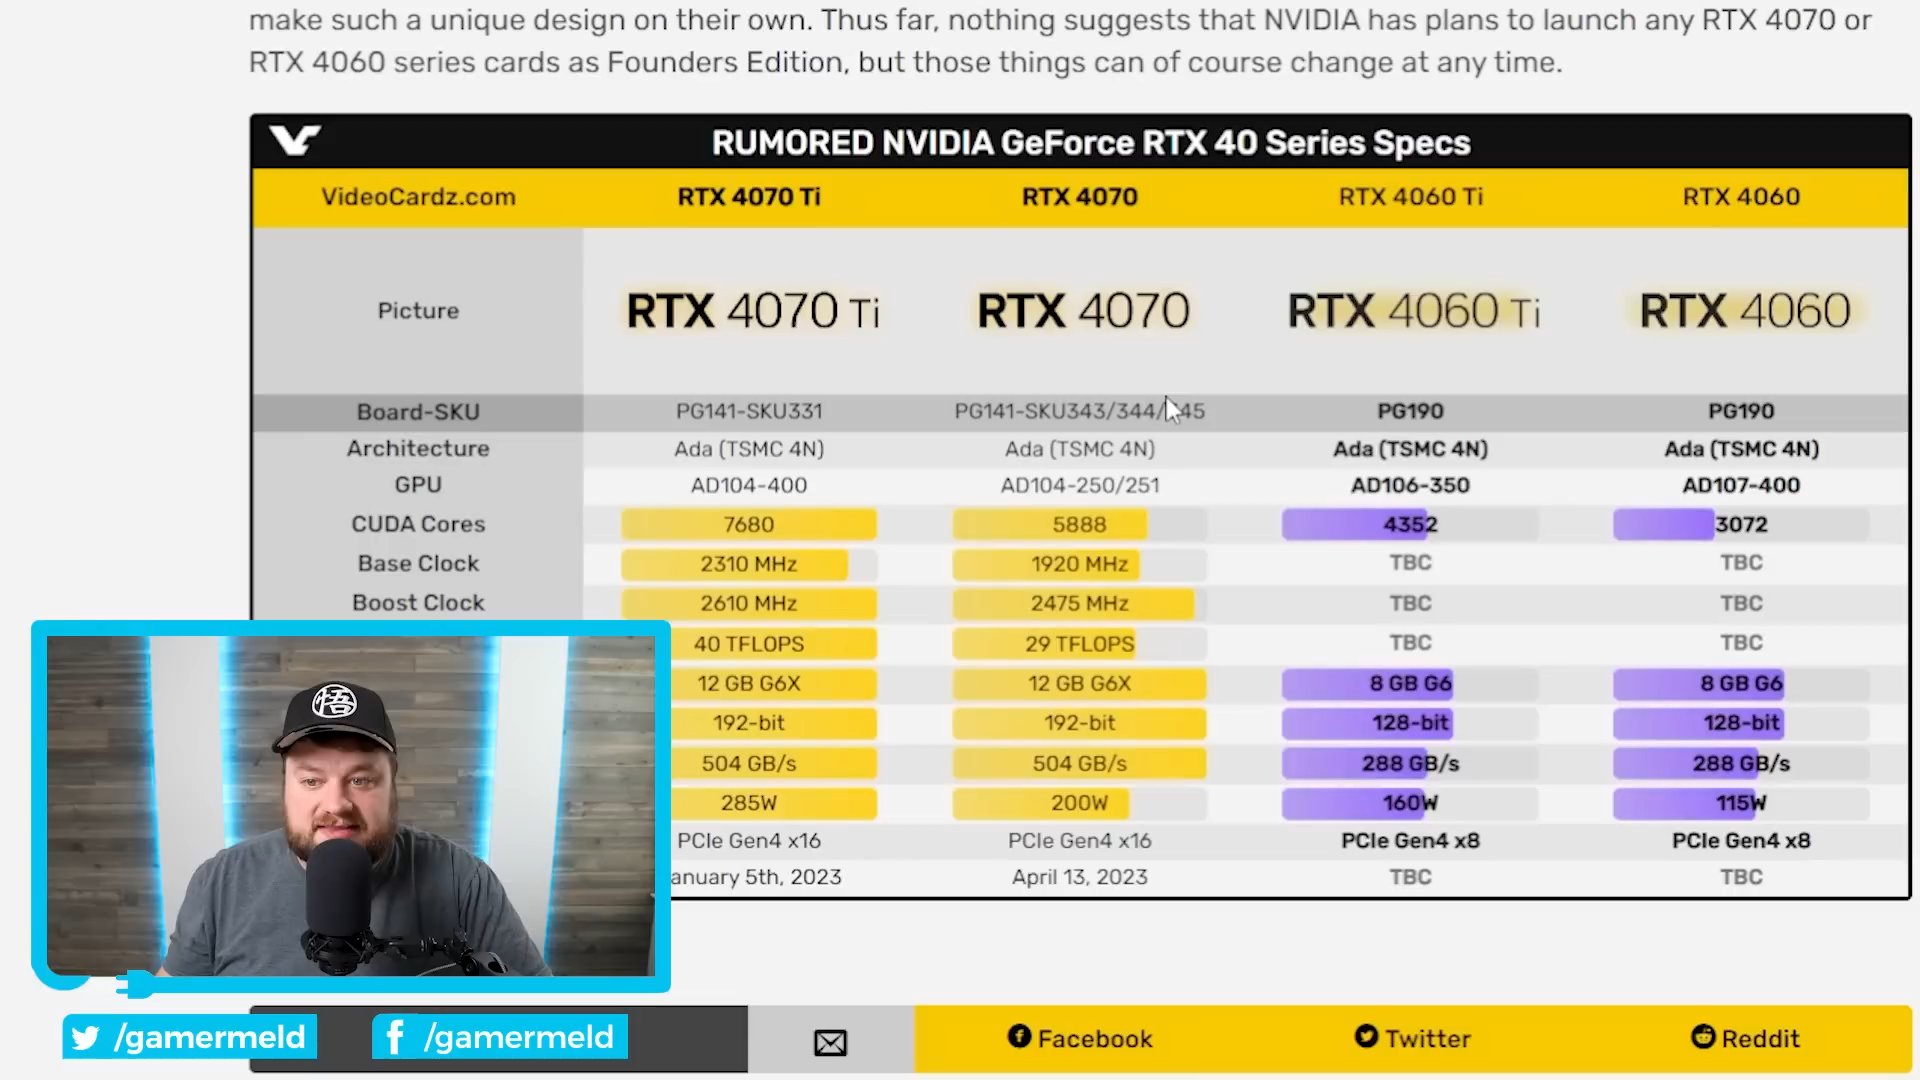 make such a unique design on their own. Thus far, nothing suggests that NVIDIA has plans to launch any RTX 4070 or
RTX 4060 series cards as Founders Edition, but those things can of course change at any time.
RUMORED NVIDIA GeForce RTX 40 Series Specs
VideoCardz.com RTX 4070 Ti RTX 4070 RTX 4060 Ti RTX 4060
Picture RTX 4070 Ti RTX 4070 RTX 4060 Ti RTX 4060
Board-SKU PG141-SKU331 PG141-SKU343/344/ 45 PG190 PG190
Architecture Ada (TSMC 4N) Ada (TSMC 4N) Ada (TSMC 4N) Ada (TSMC 4N)
GPU AD104-400 AD104-250/251 AD106-350 AD107-400
CUDA Cores 7680 5888 4352 3072
Base Clock 2310 MHz 1920 MHz TBC TBC
Boost Clock 2610 MHz 2475 MHz TBC TBC
40 TFLOPS 29 TFLOPS TBC TBC
12 GB G6X 12 GB G6X 8 GB G6 8 GB G6
192-bit 192-bit 128-bit 128-bit
504 GB/s 504 GB/s 288 GB/s 288 GB/s
285W 200W 160W 115W
PCIe Gen4 x16 PCIe Gen4 x16 PCIe Gen4 x8 PCIe Gen4 x8
anuary 5th, 2023 April 13, 2023 TBC TBC
悟
/gamermeld /gamermeld
Facebook Twitter Reddit